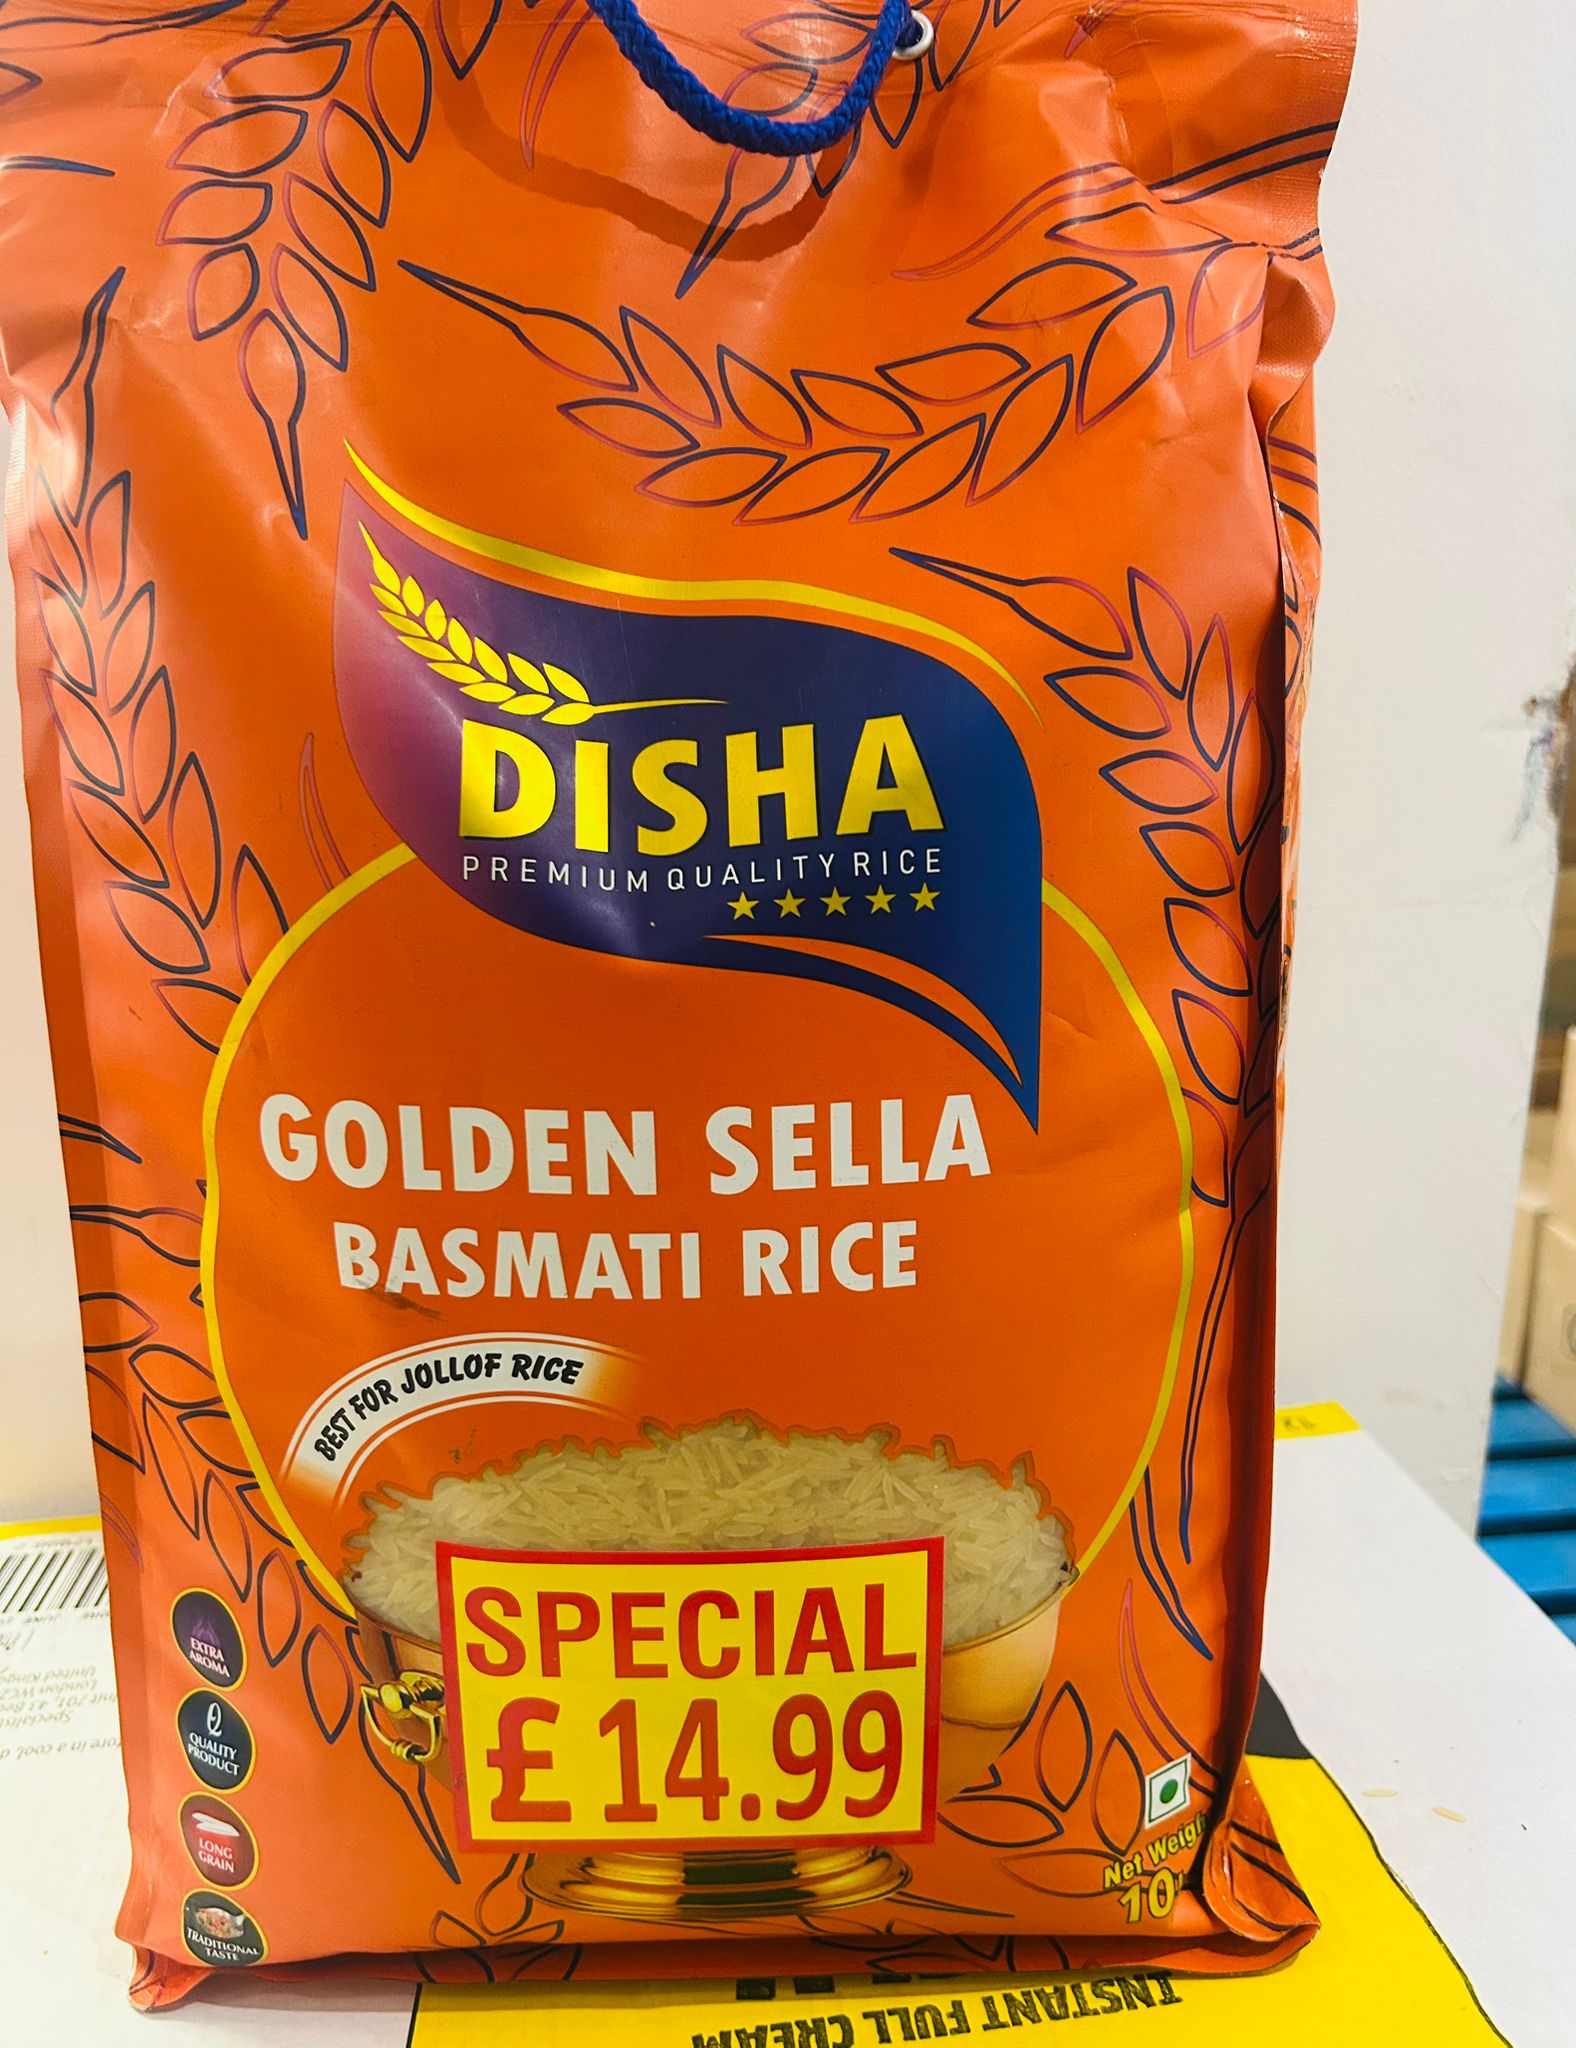 DISHA
PREMIUM QUALITY RICE
GOLDEN SELLA
BASMATI RICE
BEST FOR JOLLOF RICE
SPECIAL
£14.99
EXTRA
AROMA
QUALITY
PRODUCT
LONG
GRAIN
TRADITIONAL
TASTE
Net Weigh
10
INSTANT FULL CREAM